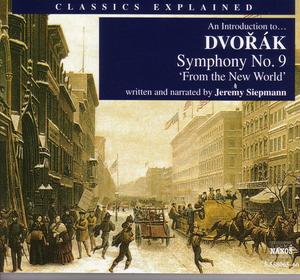 CLASSICS EXPLAINED
An Introduction to...
DVOŘÁK
Symphony No. 9
‘From the New World’
written and narrated by Jeremy Siepmann
NAXOS